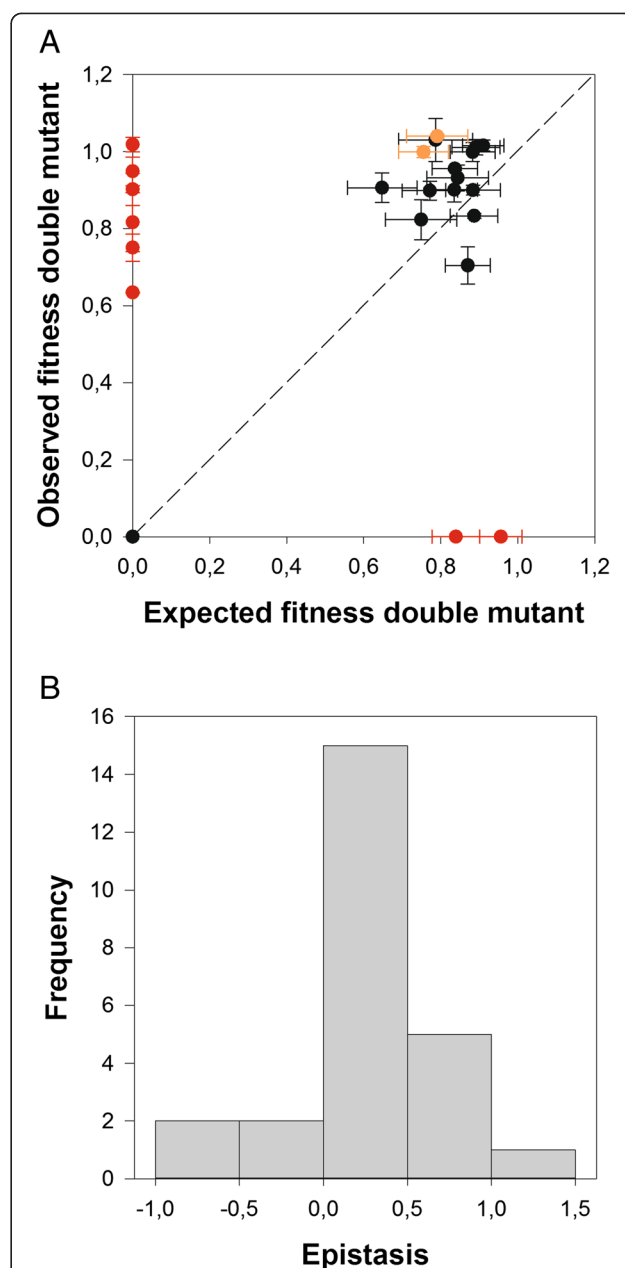 A
Observed fitness double mutant
1,2
1,0
0,8
0,6
0,4
0,2
0,0
0,0 0,2 0,4 0,6 0,8 1,0 1,2
Expected fitness double mutant
B
Frequency
16
14
12
10
8
6
4
2
0
-1,0 -0,5 0,0 0,5 1,0 1,5
Epistasis